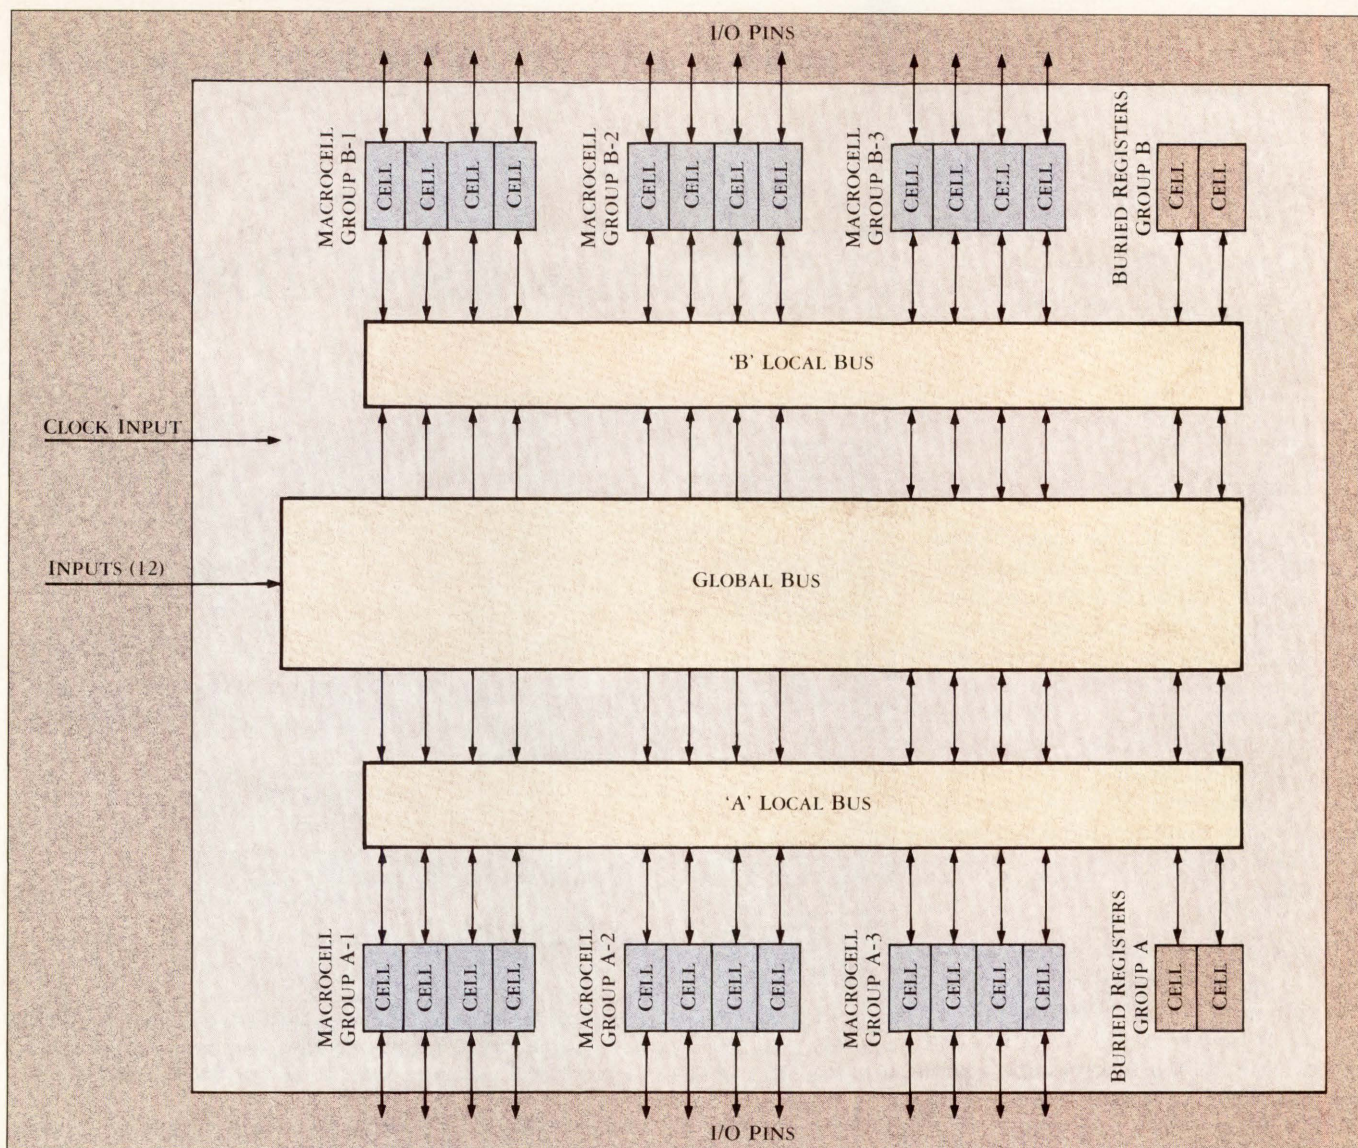 I/O PINS
MACROCELL
GROUP B-1
CELL
CELL
CELL
CELL
MACROCELL
GROUP B-2
CELL
CELL
CELL
CELL
MACROCELL
GROUP B-3
CELL
CELL
CELL
CELL
BURIED REGISTERS
GROUP B
CELL
CELL
'B' LOCAL BUS
CLOCK INPUT
INPUTS (12)
GLOBAL BUS
'A' LOCAL BUS
MACROCELL
GROUP A-1
CELL
CELL
CELL
CELL
MACROCELL
GROUP A-2
CELL
CELL
CELL
CELL
MACROCELL
GROUP A-3
CELL
CELL
CELL
CELL
BURIED REGISTERS
GROUP A
CELL
CELL
I/O PINS